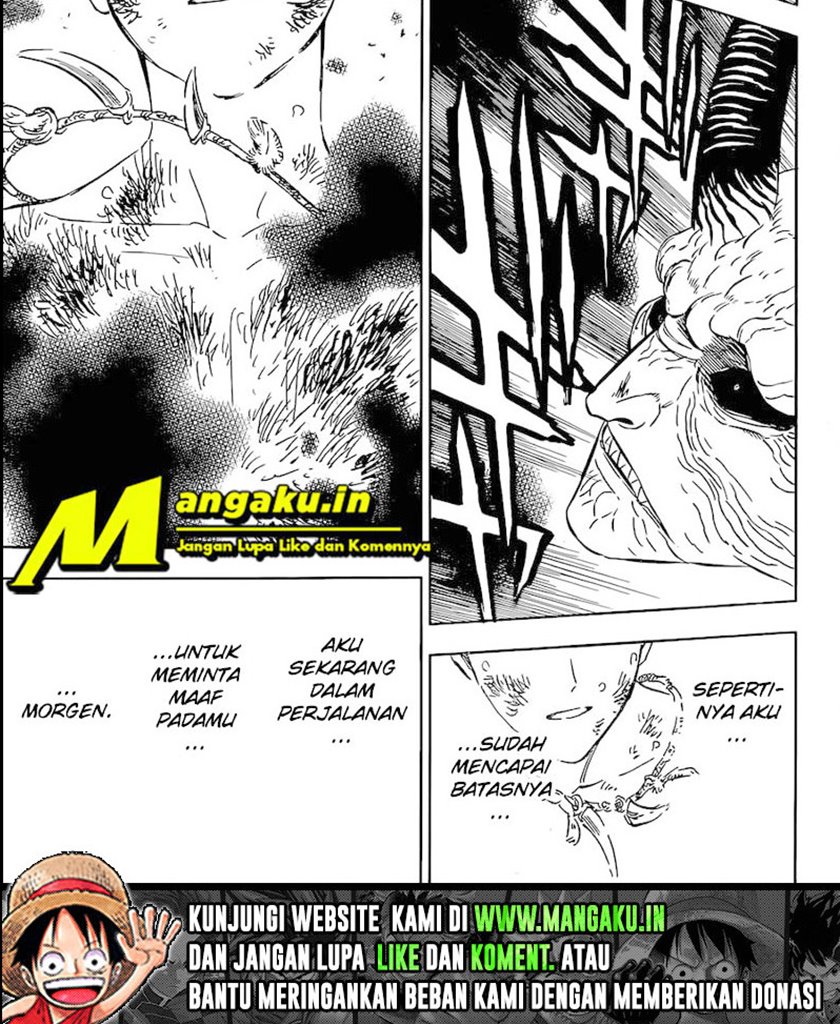 Mangaku.in
Jangan Lupa Like dan Komennya
SEPERTI-
NYA AKU
...
...SUDAH
MENCAPAI
BATASNYA
...
AKU
SEKARANG
DALAM
PERJALANAN
...
...UNTUK
MEMINTA
MAAF
PADAMU
...
...
MORGEN.
KUNJUNGI WEBSITE KAMI DI WWW.MANGAKU.IN
DAN JANGAN LUPA LIKE DAN KOMENT. ATAU
BANTU MERINGANKAN BEBAN KAMI DENGAN MEMBERIKAN DONASI